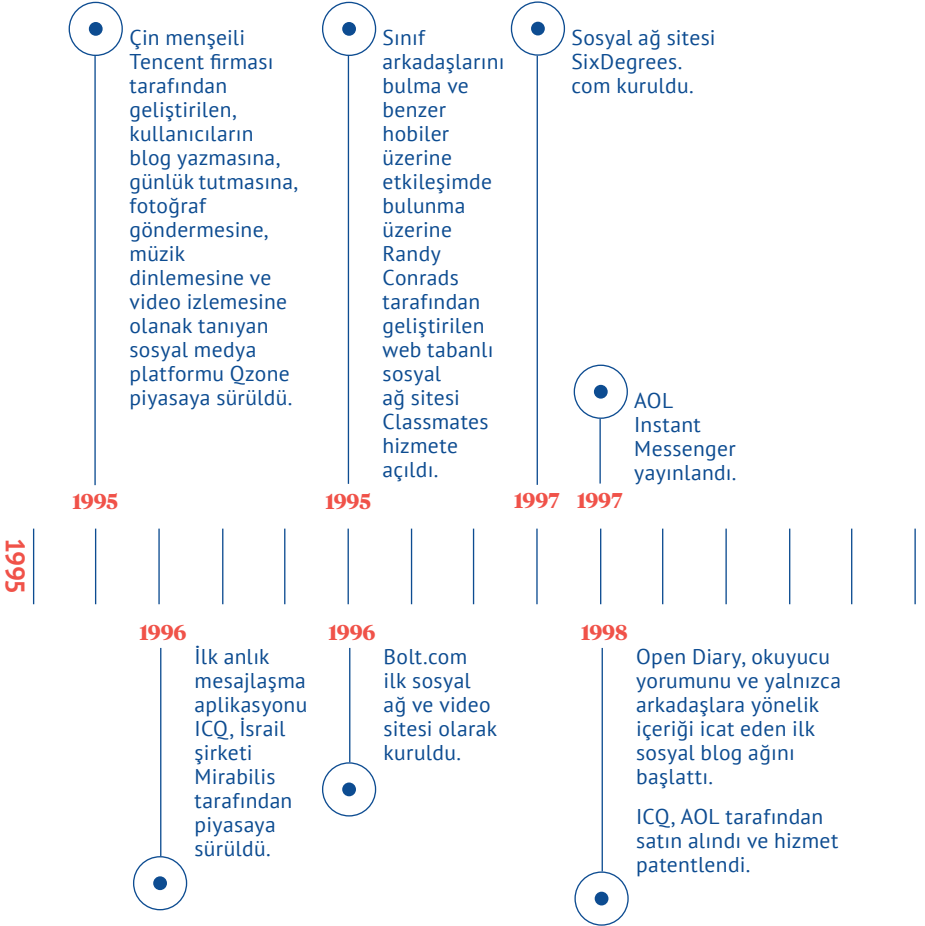 Çin menşeili
Tencent firması
tarafından
geliştirilen,
kullanıcıların
blog yazmasına,
günlük tutmasına,
fotoğraf
göndermesine,
müzik
dinlemesine ve
video izlemesine
olanak tanıyan
sosyal medya
platformu Qzone
piyasaya sürüldü.
1995
Sınıf
arkadaşlarını
bulma ve
benzer
hobiler
üzerine
etkileşimde
bulunma
üzerine
Randy
Conrads
tarafından
geliştirilen
web tabanlı
sosyal
ağ sitesi
Classmates
hizmete
açıldı.
1995
Sosyal ağ sitesi
SixDegrees.
com kuruldu.
1997
AOL
Instant
Messenger
yayınlandı.
1997
1995
1996
İlk anlık
mesajlaşma
aplikasyonu
ICQ, İsrail
şirketi
Mirabilis
tarafından
piyasaya
sürüldü.
1996
Bolt.com
ilk sosyal
ağ ve video
sitesi olarak
kuruldu.
1998
Open Diary, okuyucu
yorumunu ve yalnızca
arkadaşlara yönelik
içeriği icat eden ilk
sosyal blog ağını
başlattı.
ICQ, AOL tarafından
satın alındı ve hizmet
patentlendi.